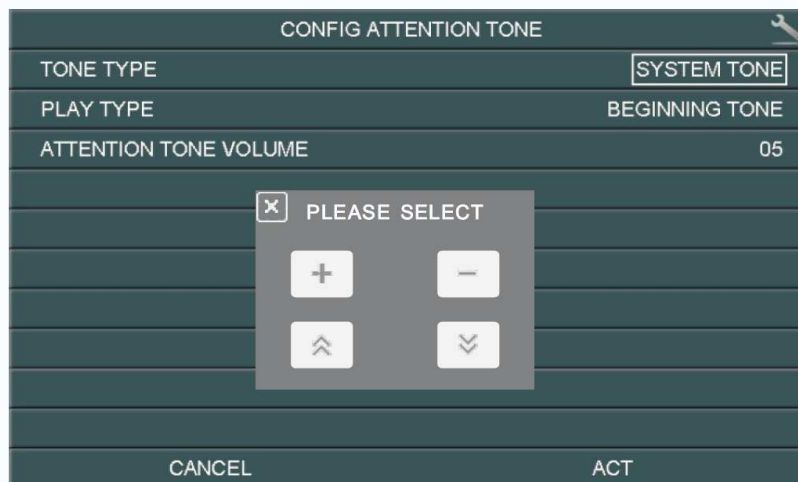 CONFIG ATTENTION TONE
TONE TYPE SYSTEM TONE
PLAY TYPE BEGINNING TONE
ATTENTION TONE VOLUME 05
PLEASE SELECT
+ −
CANCEL ACT